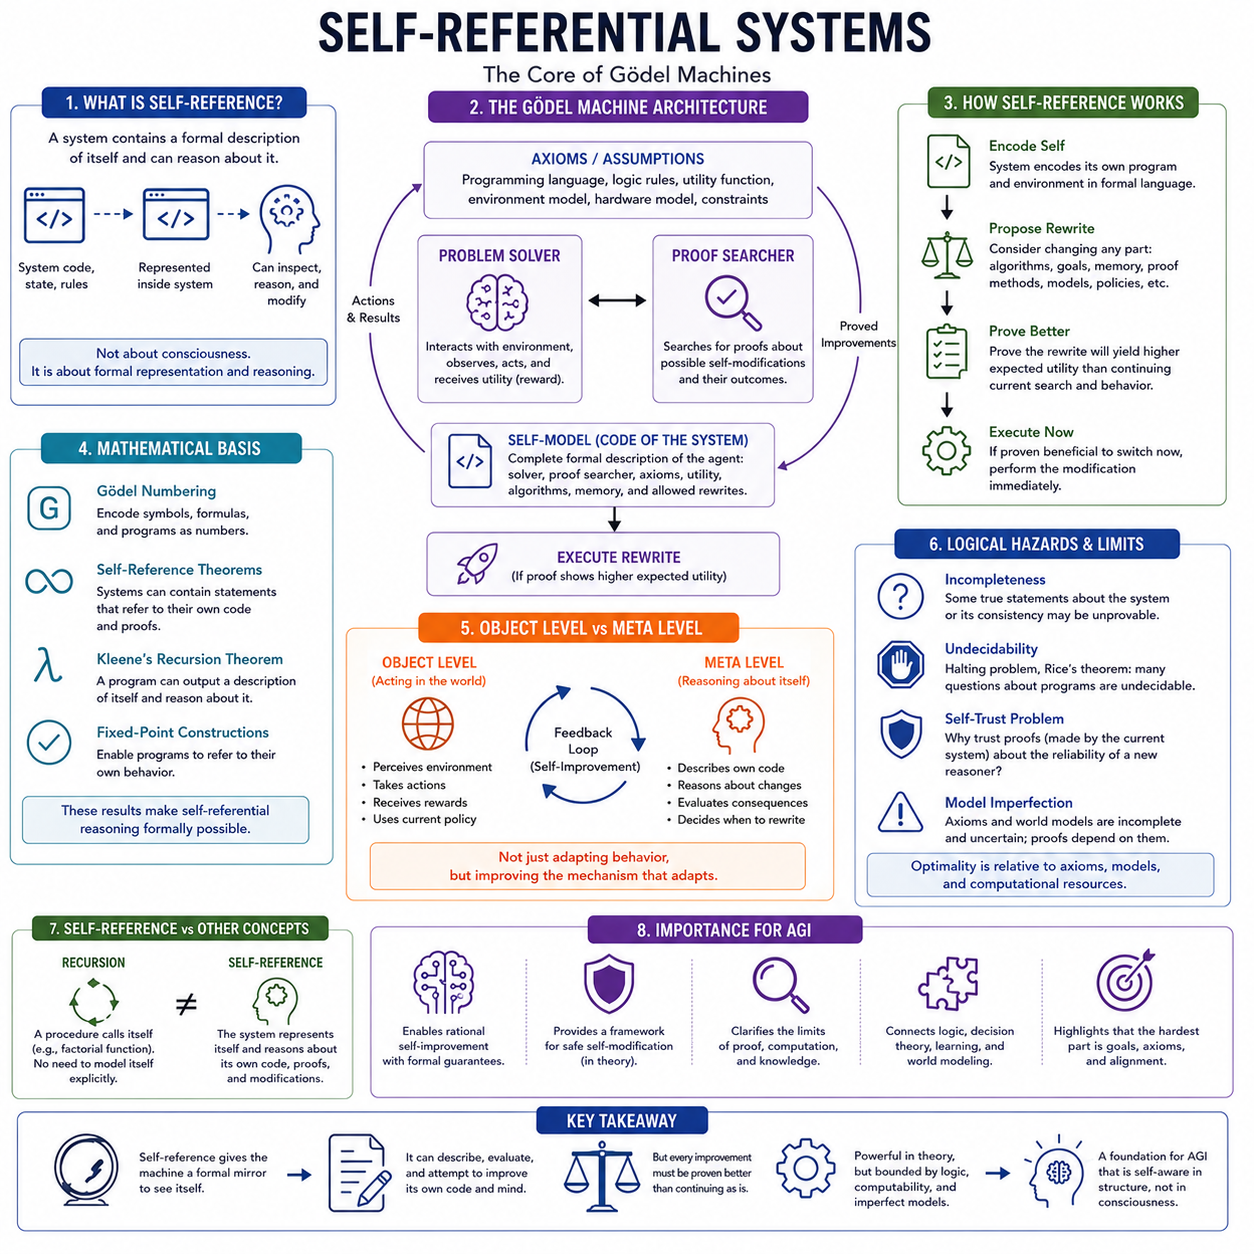 SELF-REFERENTIAL SYSTEMS
The Core of Gödel Machines
1. WHAT IS SELF-REFERENCE?
A system contains a formal description
of itself and can reason about it.
</>
</>
System code,
state, rules
Represented
inside system
Can inspect,
reason, and
modify
Not about consciousness.
It is about formal representation and reasoning.
2. THE GÖDEL MACHINE ARCHITECTURE
AXIOMS / ASSUMPTIONS
Programming language, logic rules, utility function,
environment model, hardware model, constraints
PROBLEM SOLVER
Interacts with environment,
observes, acts, and
receives utility (reward).
PROOF SEARCHER
Searches for proofs about
possible self-modifications
and their outcomes.
Actions
& Results
Proved
Improvements
</>
SELF-MODEL (CODE OF THE SYSTEM)
Complete formal description of the agent:
solver, proof searcher, axioms, utility,
algorithms, memory, and allowed rewrites.
EXECUTE REWRITE
(If proof shows higher expected utility)
3. HOW SELF-REFERENCE WORKS
</>
Encode Self
System encodes its own program
and environment in formal language.
Propose Rewrite
Consider changing any part:
algorithms, goals, memory, proof
methods, models, policies, etc.
Prove Better
Prove the rewrite will yield higher
expected utility than continuing
current search and behavior.
Execute Now
If proven beneficial to switch now,
perform the modification
immediately.
4. MATHEMATICAL BASIS
G
Gödel Numbering
Encode symbols, formulas,
and programs as numbers.
∞
Self-Reference Theorems
Systems can contain statements
that refer to their own code
and proofs.
λ
Kleene's Recursion Theorem
A program can output a description
of itself and reason about it.
Fixed-Point Constructions
Enable programs to refer to their
own behavior.
These results make self-referential
reasoning formally possible.
5. OBJECT LEVEL vs META LEVEL
OBJECT LEVEL
(Acting in the world)
• Perceives environment
• Takes actions
• Receives rewards
• Uses current policy
Feedback
Loop
(Self-Improvement)
META LEVEL
(Reasoning about itself)
• Describes own code
• Reasons about changes
• Evaluates consequences
• Decides when to rewrite
Not just adapting behavior,
but improving the mechanism that adapts.
6. LOGICAL HAZARDS & LIMITS
?
Incompleteness
Some true statements about the system
or its consistency may be unprovable.
Undecidability
Halting problem, Rice's theorem: many
questions about programs are undecidable.
Self-Trust Problem
Why trust proofs (made by the current
system) about the reliability of a new
reasoner?
!
Model Imperfection
Axioms and world models are incomplete
and uncertain; proofs depend on them.
Optimality is relative to axioms, models,
and computational resources.
7. SELF-REFERENCE vs OTHER CONCEPTS
RECURSION
A procedure calls itself
(e.g., factorial function).
No need to model itself
explicitly.
≠
SELF-REFERENCE
The system represents
itself and reasons about
its own code, proofs,
and modifications.
8. IMPORTANCE FOR AGI
Enables rational
self-improvement
with formal guarantees.
Provides a framework
for safe self-modification
(in theory).
Clarifies the limits
of proof, computation,
and knowledge.
Connects logic, decision
theory, learning, and
world modeling.
Highlights that the hardest
part is goals, axioms,
and alignment.
KEY TAKEAWAY
Self-reference gives the
machine a formal mirror
to see itself.
It can describe, evaluate,
and attempt to improve
its own code and mind.
But every improvement
must be proven better
than continuing as is.
Powerful in theory,
but bounded by logic,
computability, and
imperfect models.
A foundation for AGI
that is self-aware in
structure, not in
consciousness.